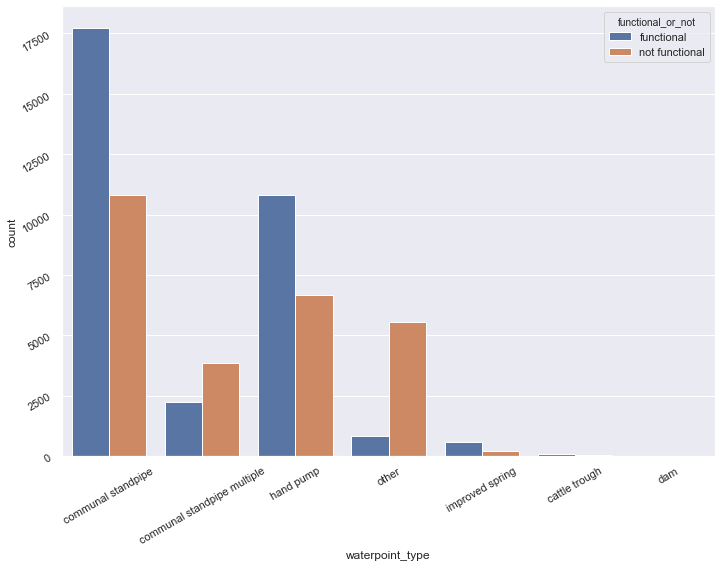 functional_or_not
functional
not functional
17500
15000
12500
10000
7500
5000
2500
0
count
communal standpipe
communal standpipe multiple
hand pump
other
improved spring
cattle trough
dam
waterpoint_type